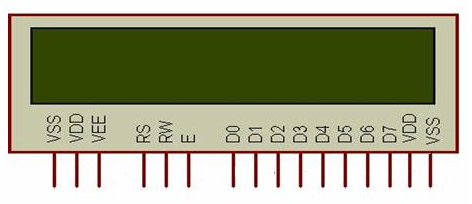 VSS VDD VEE RS RW E D0 D1 D2 D3 D4 D5 D6 D7 VDD VSS